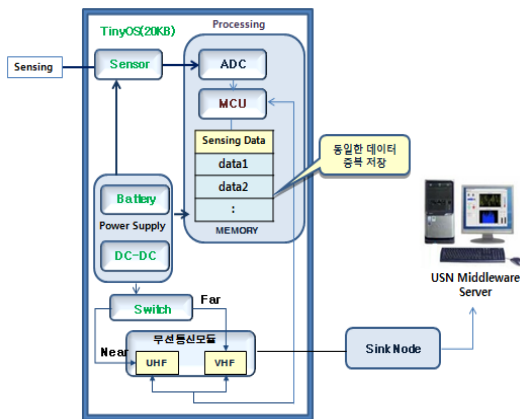 TinyOS(20KB)
Processing
Sensing
Sensor
ADC
MCU
Sensing Data
data1
data2
:
MEMORY
동일한 데이터
중복 저장
Battery
Power Supply
DC-DC
Switch
Far
Near
무선통신모듈
UHF
VHF
Sink Node
USN Middleware
Server